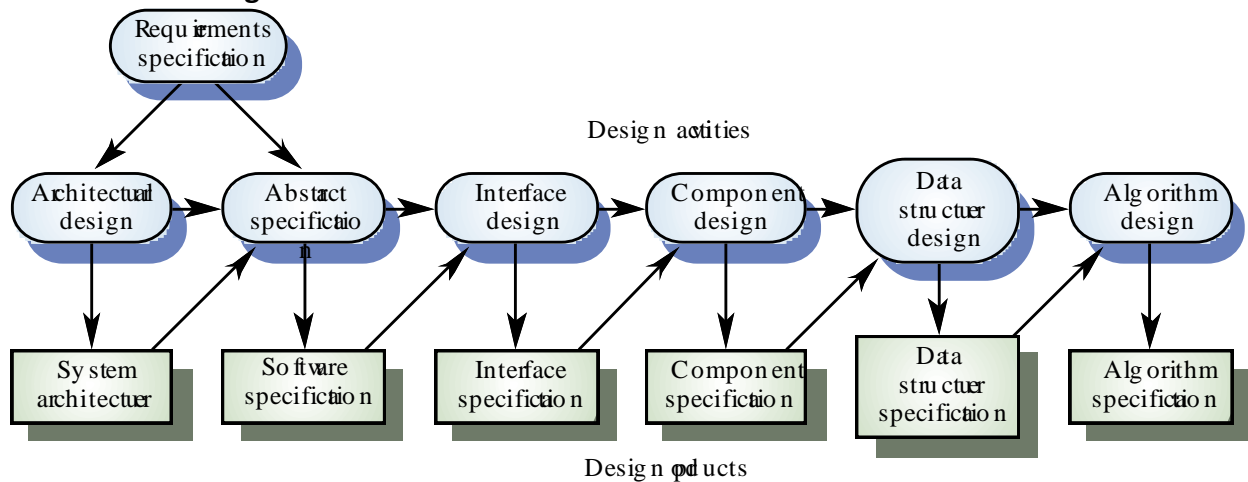 Requirements
specification
Design activities
Architectural
design
Abstract
specification
Interface
design
Component
design
Data
structure
design
Algorithm
design
System
architecture
Software
specification
Interface
specification
Component
specification
Data
structure
specification
Algorithm
specification
Design products